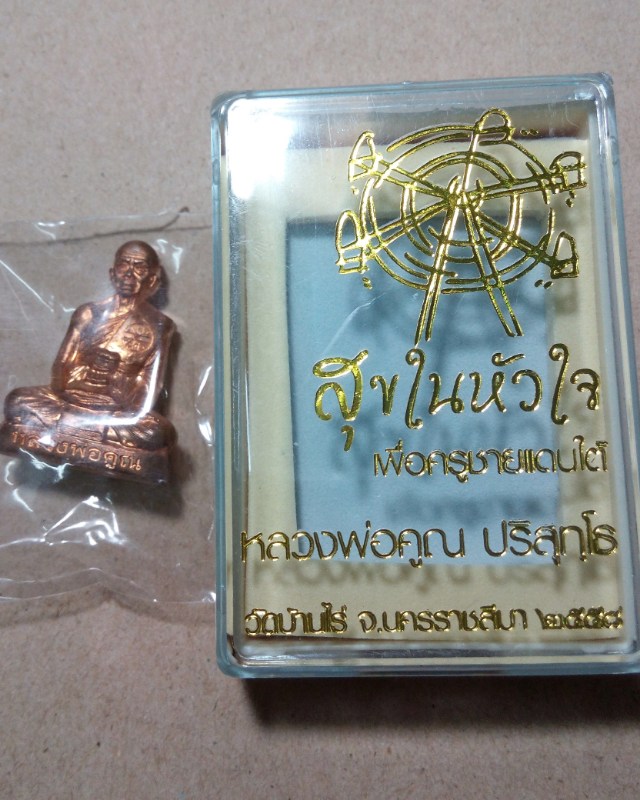 สุขในหัวใจ
เพื่อครูชายแดนใต้
หลวงพ่อคูณ ปริสุทฺโธ
วัดบ้านไร่ จ.นครราชสีมา ๒๕๕๘
หลวงพ่อคูณ